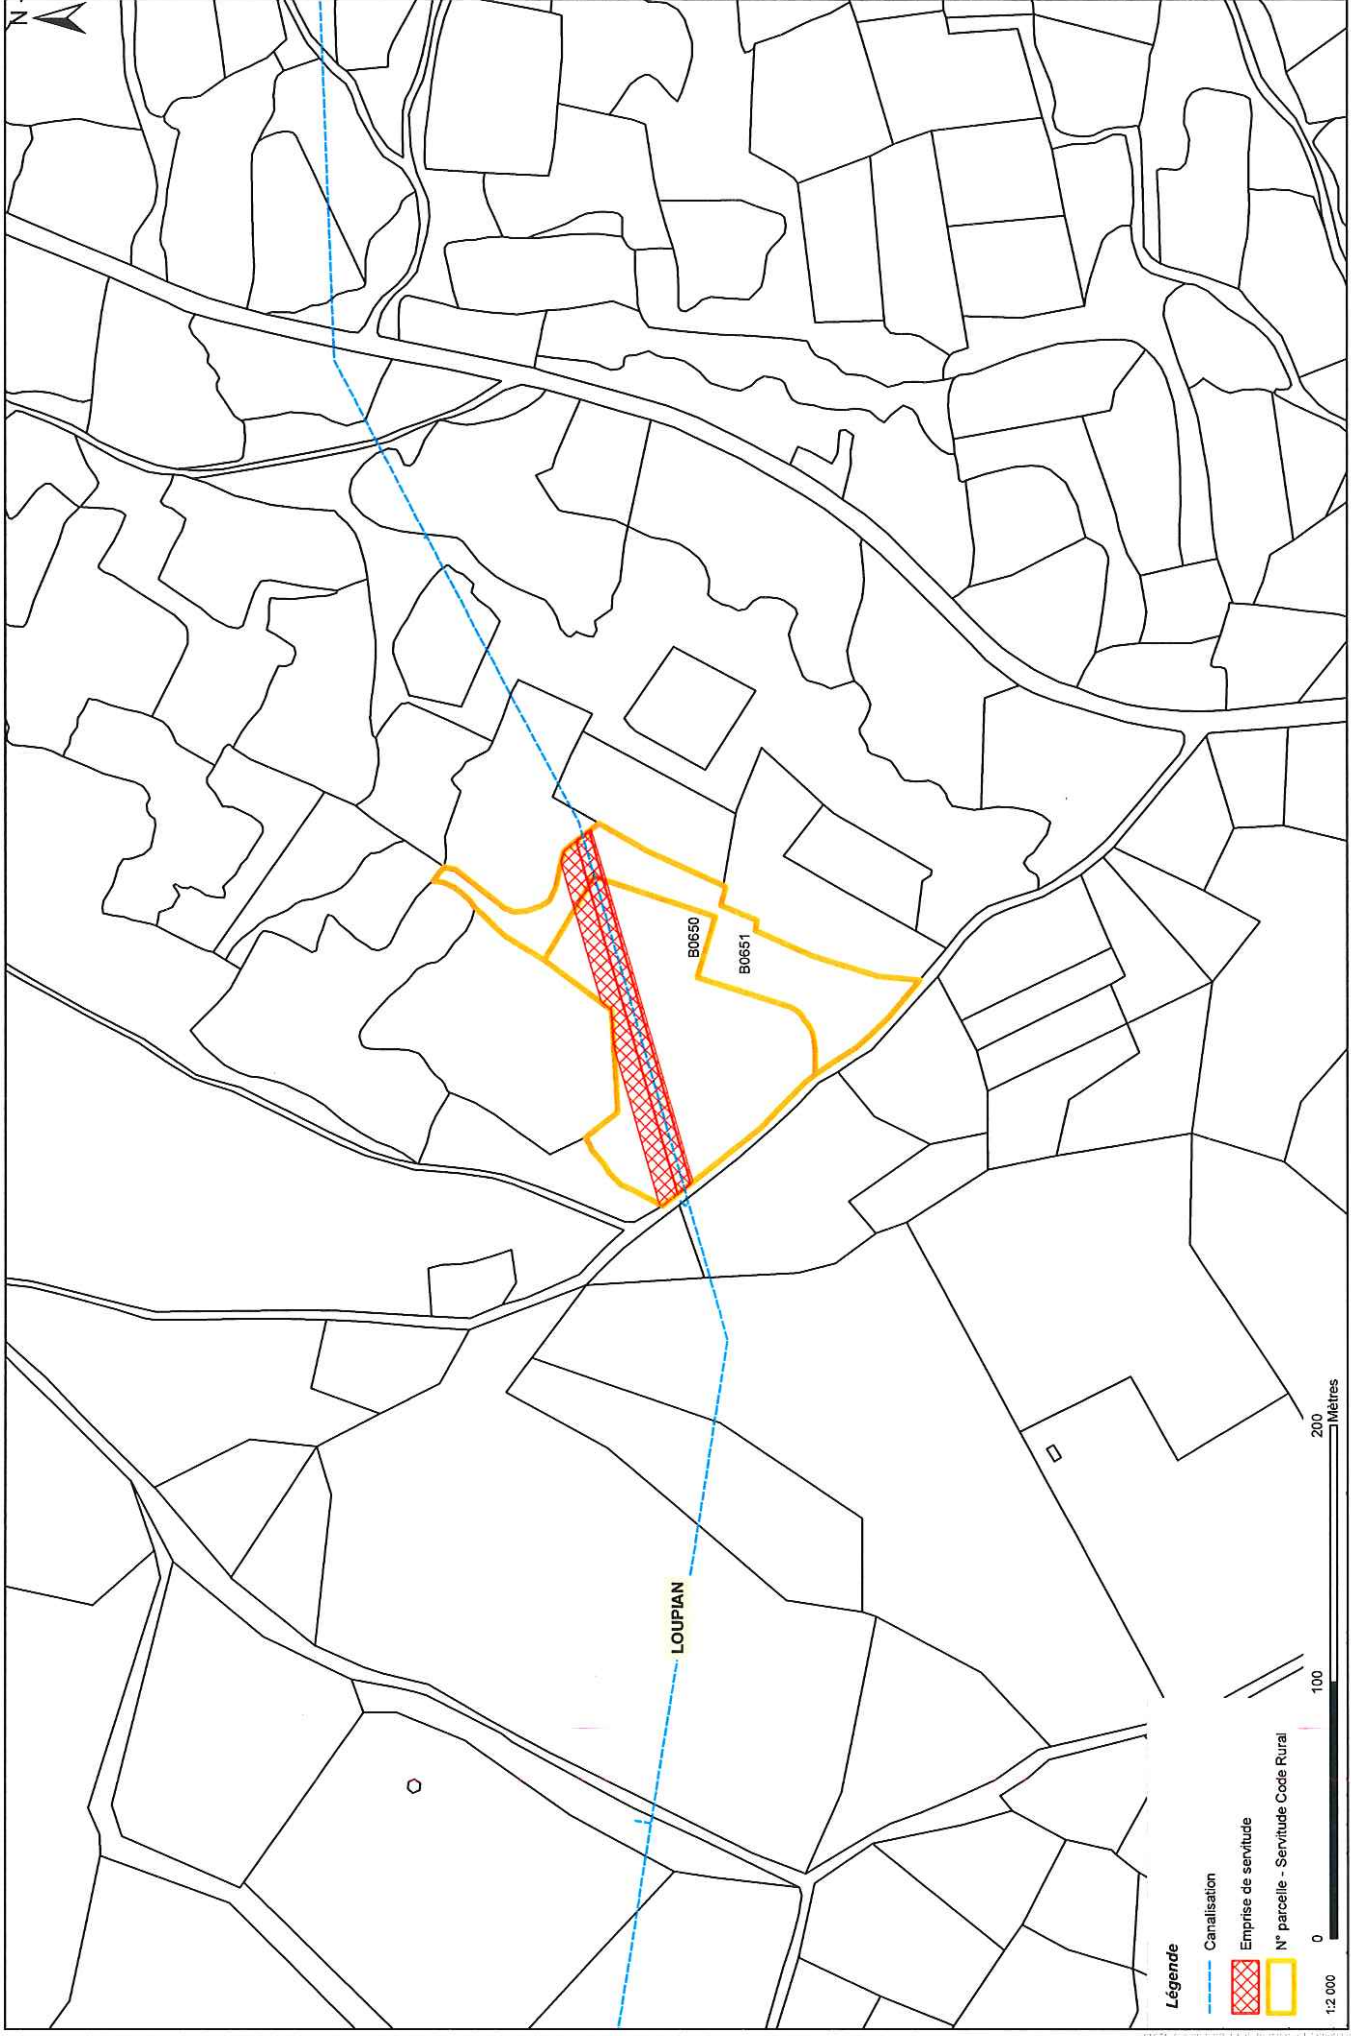 N
B0650
B0651
LOUPIAN
Légende
Canalisation
Emprise de servitude
N° parcelle - Servitude Code Rural
0 100 200
Mètres
1:2 000